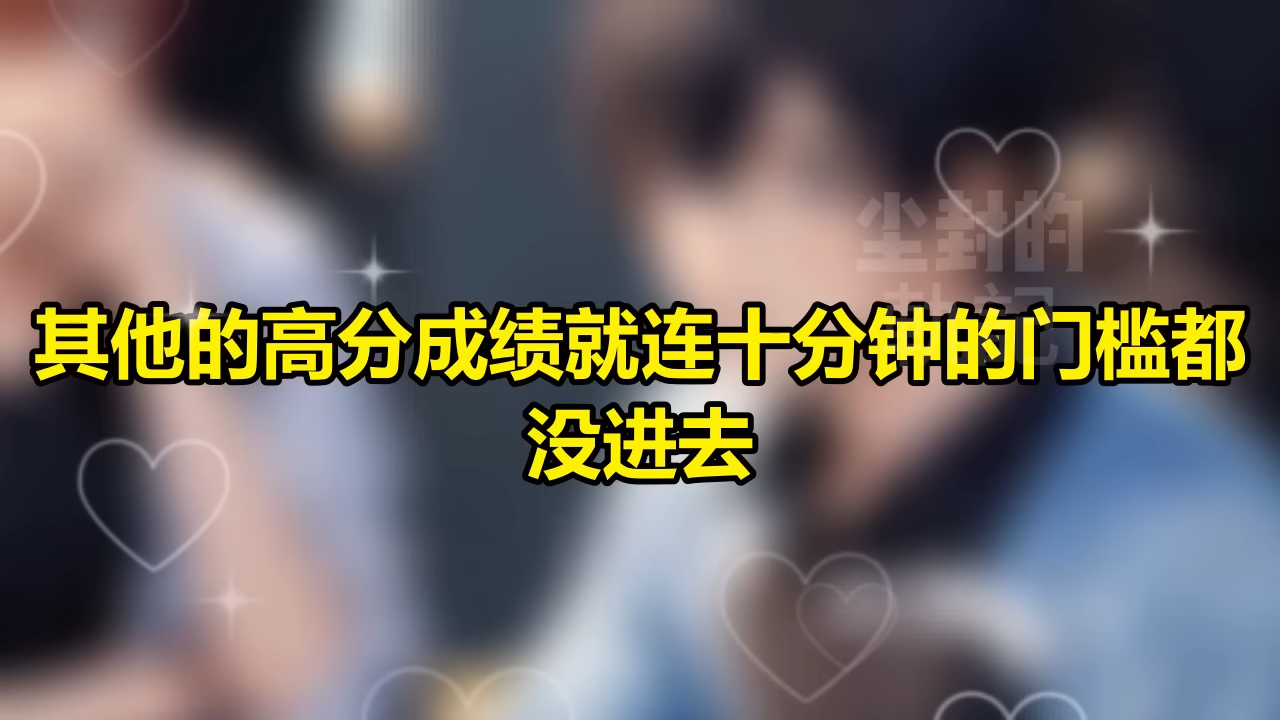 尘封的
其他的高分成绩就连十分钟的门槛都
没进去